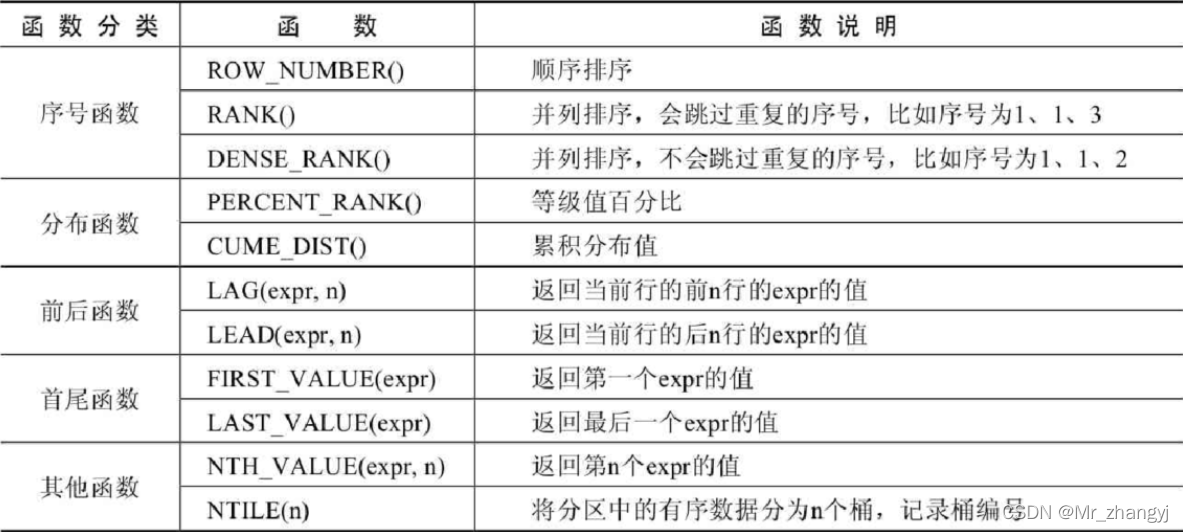 函数分类 函数 函数说明
序号函数
ROW_NUMBER() 顺序排序
RANK() 并列排序，会跳过重复的序号，比如序号为1、1、3
DENSE_RANK() 并列排序，不会跳过重复的序号，比如序号为1、1、2
分布函数
PERCENT_RANK() 等级值百分比
CUME_DIST() 累积分布值
前后函数
LAG(expr, n) 返回当前行的前n行的expr的值
LEAD(expr, n) 返回当前行的后n行的expr的值
首尾函数
FIRST_VALUE(expr) 返回第一个expr的值
LAST_VALUE(expr) 返回最后一个expr的值
其他函数
NTH_VALUE(expr, n) 返回第n个expr的值
NTILE(n) 将分区中的有序数据分为n个桶，记录桶编号
CSDN @Mr_zhangyj